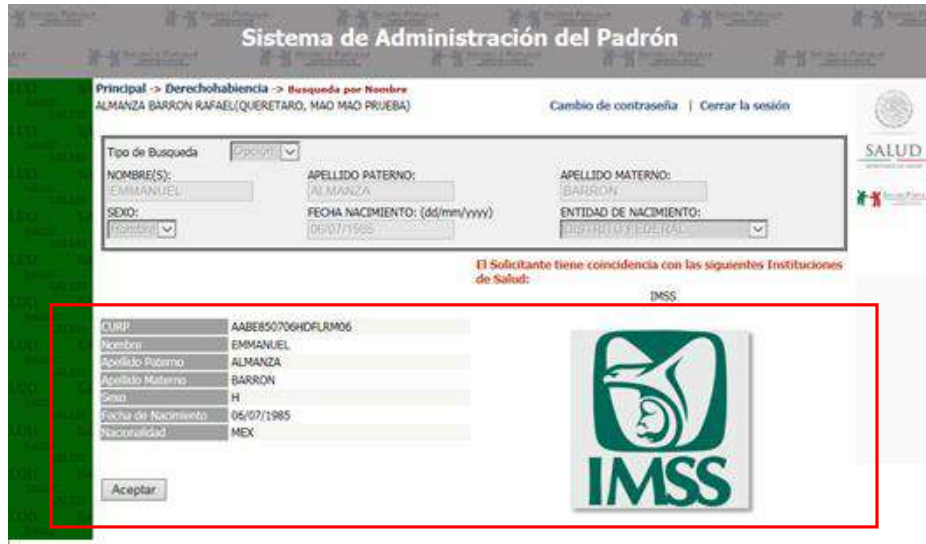 Sistema de Administración del Padrón
Principal -> Derechohabiencia -> Busqueda por Nombre
ALMANZA BARRON RAFAEL(QUERETARO, MAO MAO PRUEBA)
Cambio de contraseña | Cerrar la sesión
SALUD
Tipo de Busqueda Opción
NOMBRE(S): APELLIDO PATERNO: APELLIDO MATERNO:
EMMANUEL ALMANZA BARRON
SEXO: FECHA NACIMIENTO: (dd/mm/yyyy) ENTIDAD DE NACIMIENTO:
Hombre 06/07/1985 DISTRITO FEDERAL
El Solicitante tiene coincidencia con las siguientes Instituciones
de Salud:
IMSS
CURP AABE850706HDFLRM06
Nombre EMMANUEL
Apellido Paterno ALMANZA
Apellido Materno BARRON
Sexo H
Fecha de Nacimiento 06/07/1985
Nacionalidad MEX
Aceptar
IMSS